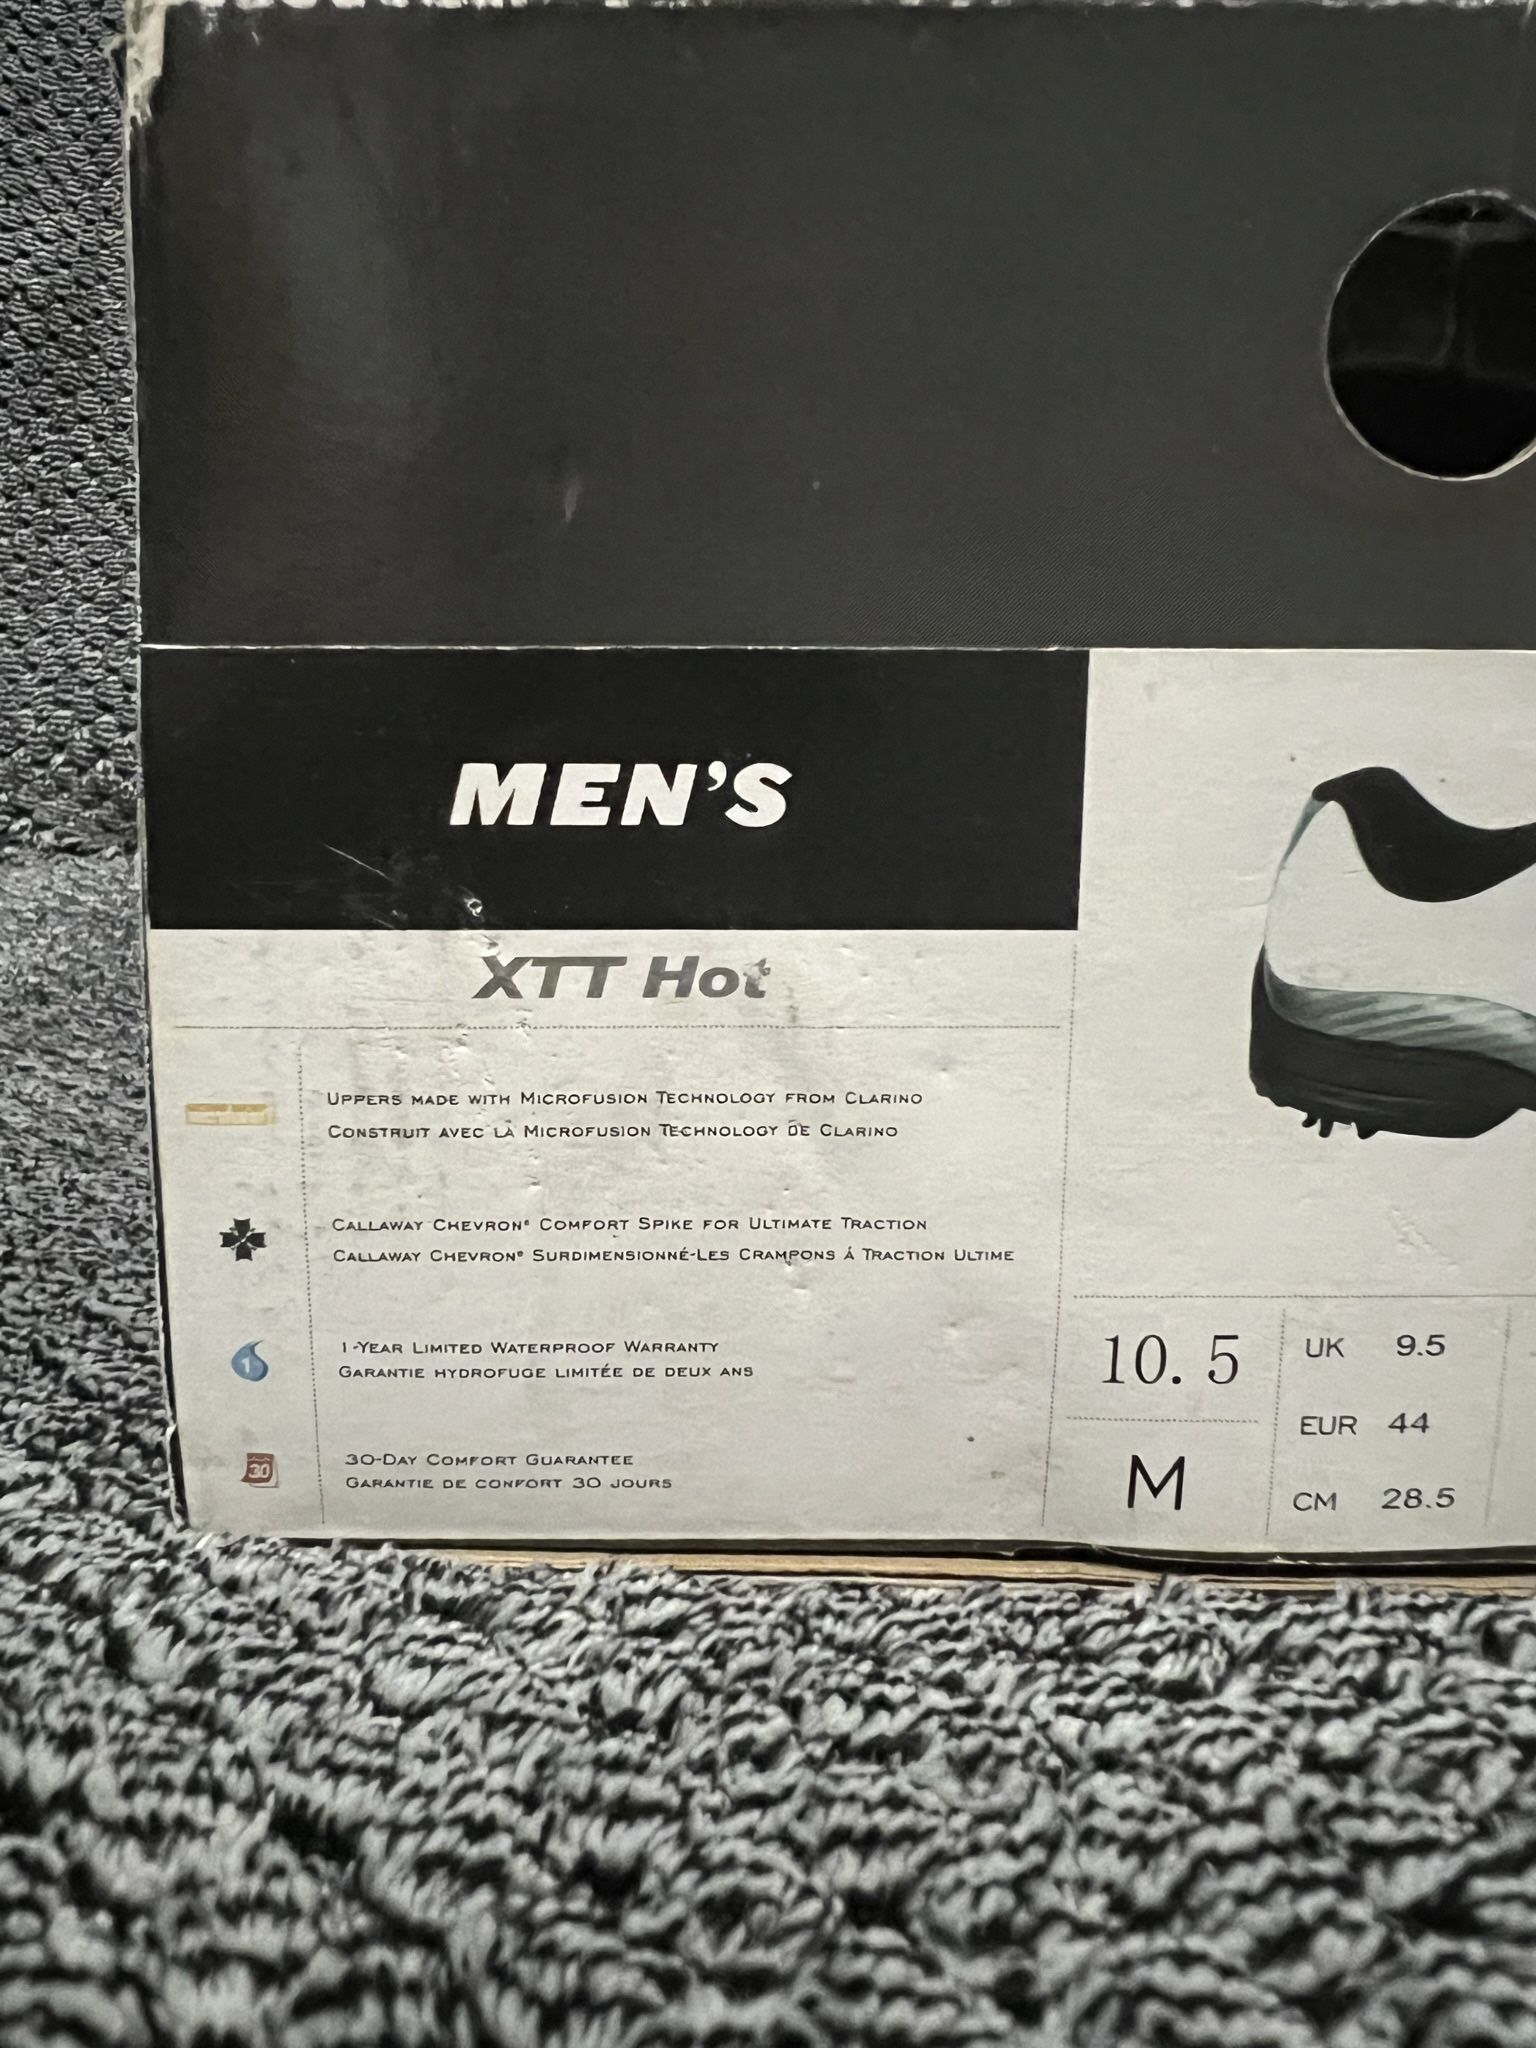 MEN'S
XTT Hot
UPPERS MADE WITH MICROFUSION TECHNOLOGY FROM CLARINO
CONSTRUIT AVEC LÀ MICROFUSION TECHNOLOGY DE CLARINO
CALLAWAY CHEVRON® COMFORT SPIKE FOR ULTIMATE TRACTION
CALLAWAY CHEVRON® SURDIMENSIONNÉ-LES CRAMPONS Á TRACTION ULTIME
1
1-YEAR LIMITED WATERPROOF WARRANTY
GARANTIE HYDROFUGE LIMITÉE DE DEUX ANS
30
30-DAY COMFORT GUARANTEE
GARANTIE DE CONFORT 30 JOURS
10.5
M
UK 9.5
EUR 44
CM 28.5